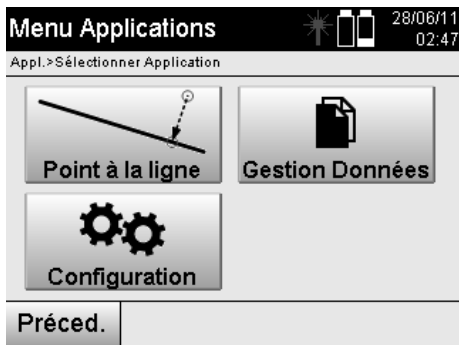 Menu Applications
28/06/11
02:47
Appl.>Sélectionner Application
Point à la ligne
Gestion Données
Configuration
Préced.